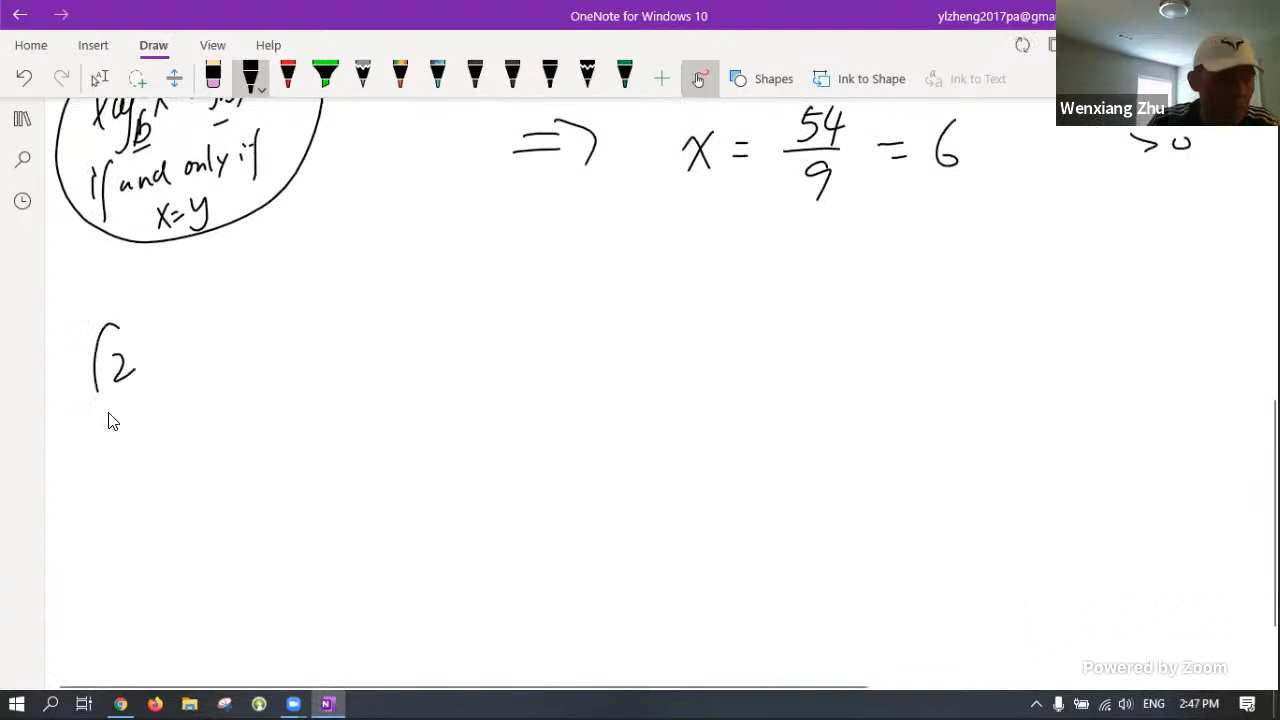 OneNote for Windows 10
ylzheng2017pa@gma
Home Insert Draw View Help
Shapes Ink to Shape Ink to Text
Wenxiang Zhu
b
if and only if
x=y
⇒ x = 54/9 = 6
>0
(2
Powered by Zoom
ENG 2:47 PM